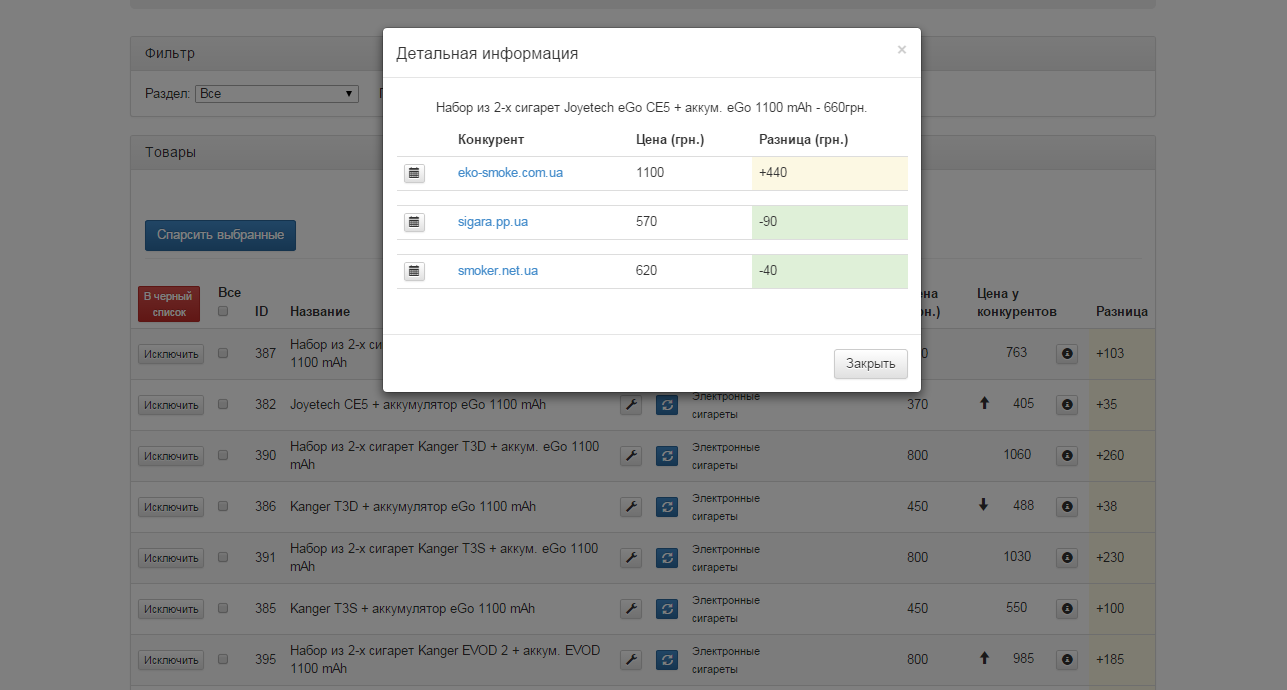 Детальная информация
×
Набор из 2-х сигарет Joyetech eGo CE5 + аккум. eGo 1100 mAh - 660грн.
Конкурент Цена (грн.) Разница (грн.)
eko-smoke.com.ua 1100 +440
sigara.pp.ua 570 -90
smoker.net.ua 620 -40
Закрыть
Фильтр
Раздел: Все
Товары
Спарсить выбранные
В черный
список
Все
ID Название
Цена у
конкурентов
Разница
Исключить 387 Набор из 2-х
1100 mAh
763 +103
Исключить 382 Joyetech CE5 + аккумулятор eGo 1100 mAh Электронные
сигареты
370 405 +35
Исключить 390 Набор из 2-х сигарет Kanger T3D + аккум. eGo 1100
mAh
Электронные
сигареты
800 1060 +260
Исключить 386 Kanger T3D + аккумулятор eGo 1100 mAh Электронные
сигареты
450 488 +38
Исключить 391 Набор из 2-х сигарет Kanger T3S + аккум. eGo 1100
mAh
Электронные
сигареты
800 1030 +230
Исключить 385 Kanger T3S + аккумулятор eGo 1100 mAh Электронные
сигареты
450 550 +100
Исключить 395 Набор из 2-х сигарет Kanger EVOD 2 + аккум. EVOD
1100 mAh
Электронные
сигареты
800 985 +185